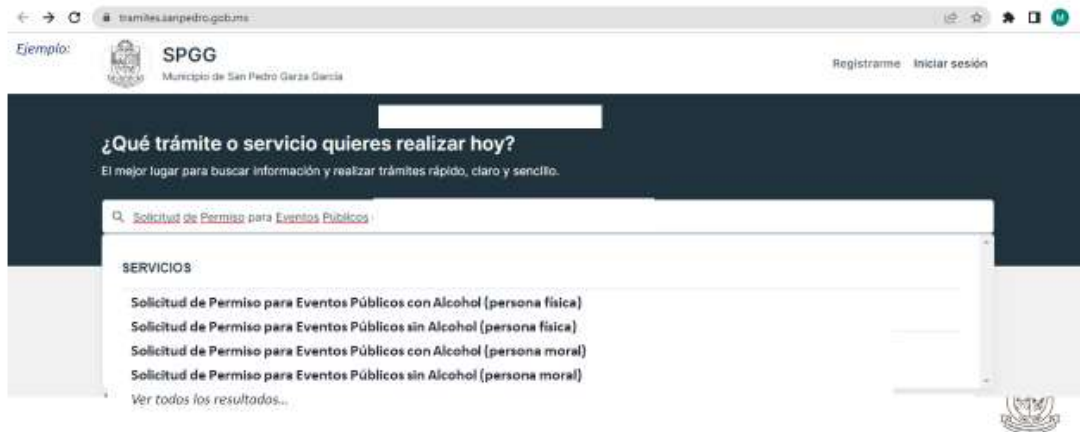 tramites.sanpedro.gob.mx
Ejemplo:
SPGG
Municipio de San Pedro Garza García
Registrarme Iniciar sesión
¿Qué trámite o servicio quieres realizar hoy?
El mejor lugar para buscar información y realizar trámites rápido, claro y sencillo.
Solicitud de Permiso para Eventos Públicos
SERVICIOS
Solicitud de Permiso para Eventos Públicos con Alcohol (persona física)
Solicitud de Permiso para Eventos Públicos sin Alcohol (persona física)
Solicitud de Permiso para Eventos Públicos con Alcohol (persona moral)
Solicitud de Permiso para Eventos Públicos sin Alcohol (persona moral)
Ver todos los resultados...